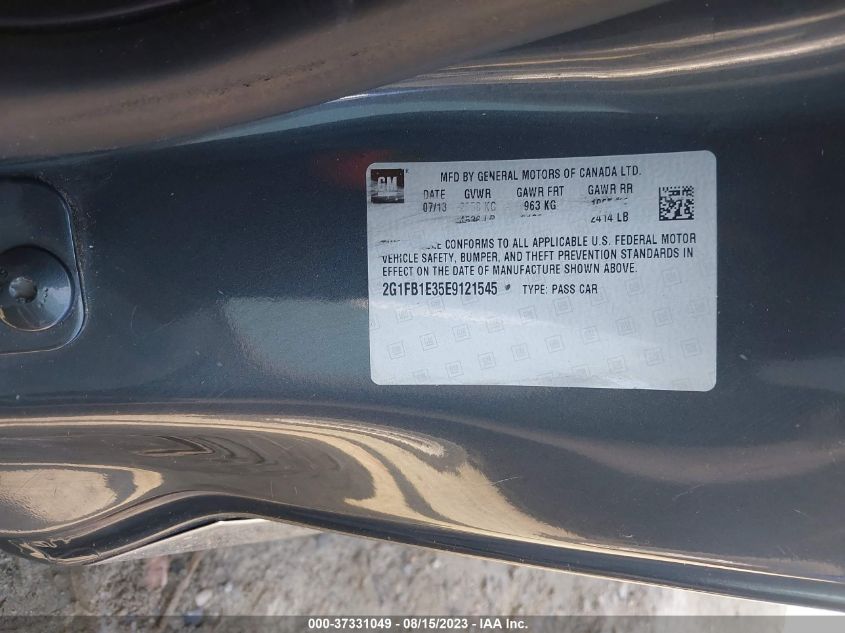 GM
MFD BY GENERAL MOTORS OF CANADA LTD.
DATE GVWR GAWR FRT GAWR RR
07/13 KG 963 KG
LB 2414 LB
CONFORMS TO ALL APPLICABLE U.S. FEDERAL MOTOR
VEHICLE SAFETY, BUMPER, AND THEFT PREVENTION STANDARDS IN
EFFECT ON THE DATE OF MANUFACTURE SHOWN ABOVE.
2G1FB1E35E9121545 * TYPE: PASS CAR
000-37331049 - 08/15/2023 - IAA Inc.